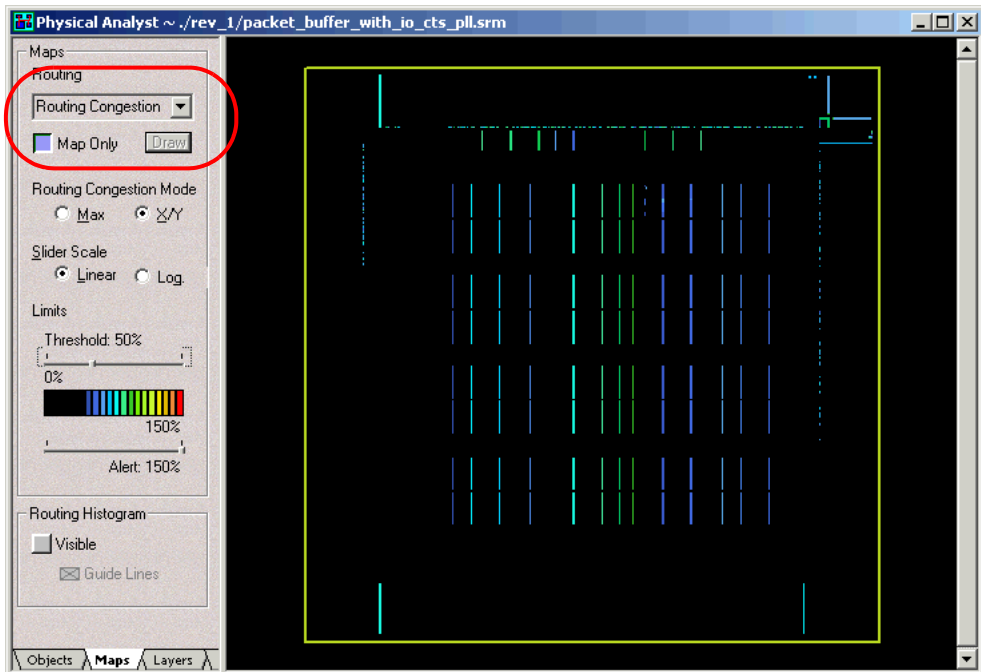 Physical Analyst ~ ./rev_1/packet_buffer_with_io_cts_pll.srm
Maps
Routing
Routing Congestion
Map Only
Draw
Routing Congestion Mode
Max
X/Y
Slider Scale
Linear
Log.
Limits
Threshold: 50%
0%
150%
Alert: 150%
Routing Histogram
Visible
Guide Lines
Objects
Maps
Layers